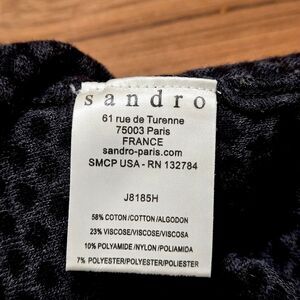 sandro
61 rue de Turenne
75003 Paris
FRANCE
sandro-paris.com
SMCP USA - RN 132784
J8185H
58% COTON/COTTON/ALGODON
23% VISCOSE/VISCOSE/VISCOSA
10% POLYAMIDE/NYLON/POLIAMIDA
7% POLYESTER/POLYESTER/POLIESTER